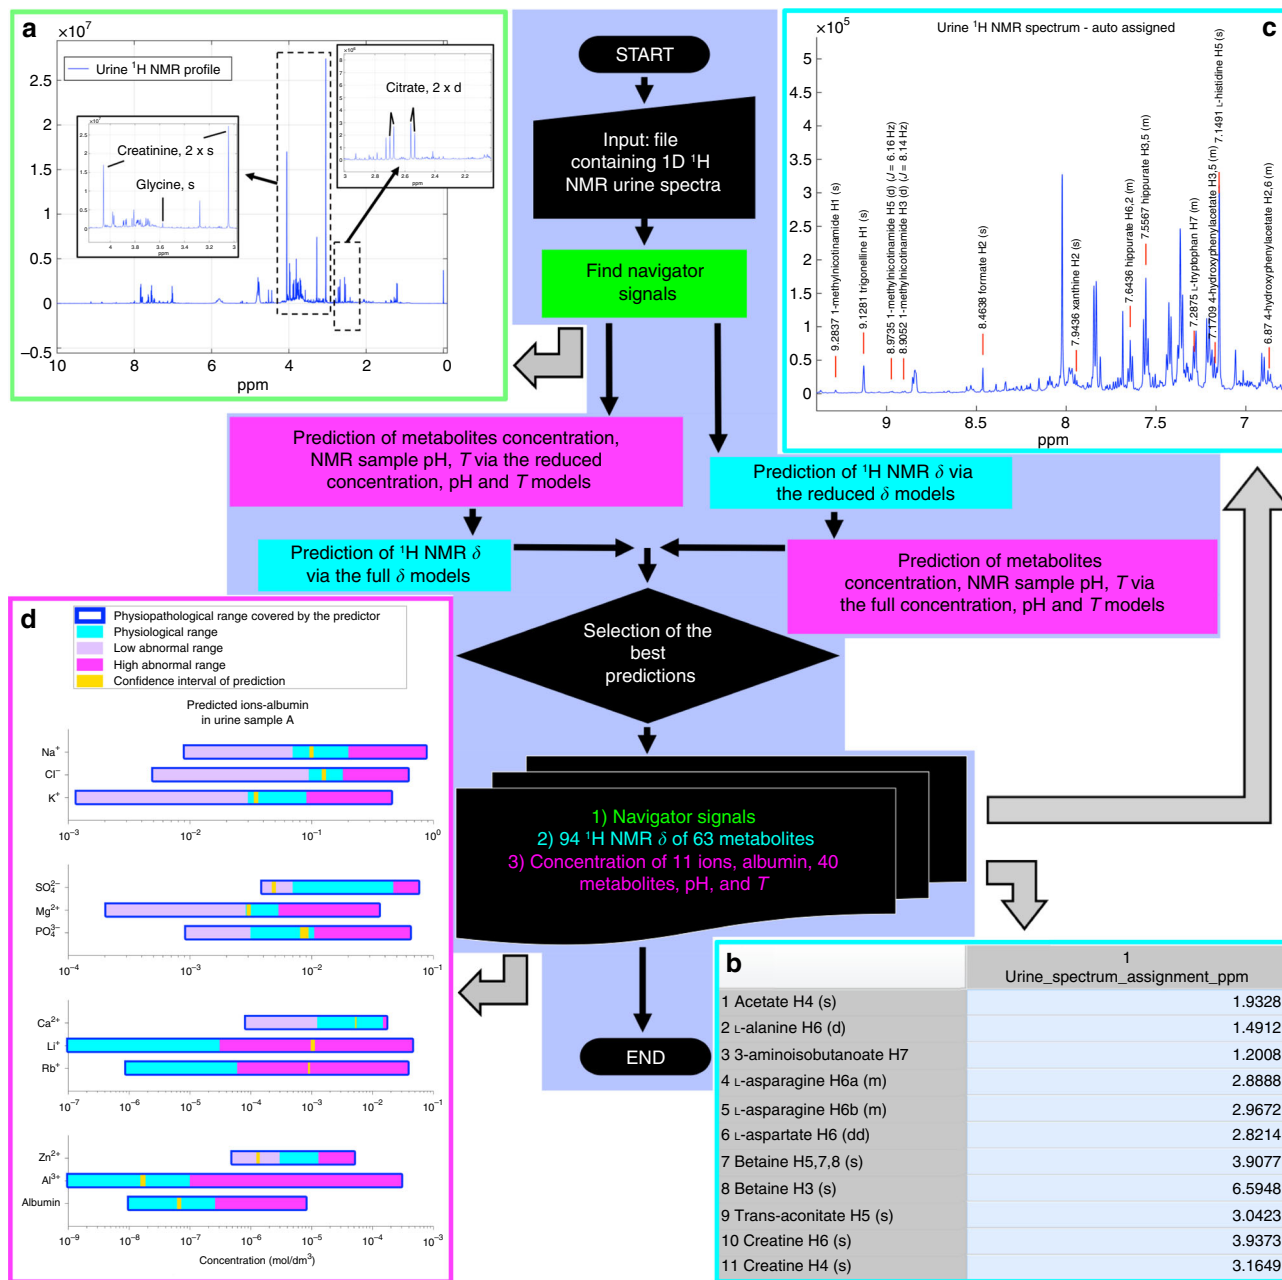 a
×10⁷
Urine ¹H NMR profile
2.5
2
1.5
1
0.5
0
–0.5
10
8
6
4
2
0
ppm
Creatinine, 2 x s
Glycine, s
ppm
Citrate, 2 x d
ppm
START
Input: file
containing 1D ¹H
NMR urine spectra
Find navigator
signals
c
×10⁵
Urine ¹H NMR spectrum - auto assigned
5
4
3
2
1
0
9.2837 1-methylnicotinamide H1 (s)
9.1281 trigonelline H1 (s)
8.9735 1-methylnicotinamide H5 (d) (J = 6.16 Hz)
8.9052 1-methylnicotinamide H3 (d) (J = 8.14 Hz)
8.4638 formate H2 (s)
7.9436 xanthine H2 (s)
7.6436 hippurate H6,2 (m)
7.5567 hippurate H3,5 (m)
7.2875 L-typtophan H7 (m)
7.1709 4-hydroxyphenylacetate H3,5 (m)
7.1491 L-histidine H5 (s)
6.87 4-hydroxyphenylacetate H2,6 (m)
9
8.5
8
7.5
7
ppm
Prediction of metabolites concentration,
NMR sample pH, T via the reduced
concentration, pH and T models
Prediction of ¹H NMR δ via
the reduced δ models
Prediction of ¹H NMR δ
via the full δ models
Prediction of metabolites
concentration, NMR sample pH, T via
the full concentration, pH and T models
Selection of the
best
predictions
1) Navigator signals
2) 94 ¹H NMR δ of 63 metabolites
3) Concentration of 11 ions, albumin, 40
metabolites, pH, and T
END
d
Physiopathological range covered by the predictor
Physiological range
Low abnormal range
High abnormal range
Confidence interval of prediction
Predicted ions-albumin
in urine sample A
Na⁺
Cl⁻
K⁺
10⁻³ 10⁻² 10⁻¹ 10⁰
SO₄²⁻
Mg²⁺
PO₄³⁻
10⁻⁴ 10⁻³ 10⁻² 10⁻¹
Ca²⁺
Li⁺
Rb⁺
10⁻⁷ 10⁻⁶ 10⁻⁵ 10⁻⁴ 10⁻³ 10⁻² 10⁻¹
Zn²⁺
Al³⁺
Albumin
10⁻⁹ 10⁻⁸ 10⁻⁷ 10⁻⁶ 10⁻⁵ 10⁻⁴ 10⁻³
Concentration (mol/dm³)
b
1
Urine_spectrum_assignment_ppm
1 Acetate H4 (s) 1.9328
2 L-alanine H6 (d) 1.4912
3 3-aminoisobutanoate H7 1.2008
4 L-asparagine H6a (m) 2.8888
5 L-asparagine H6b (m) 2.9672
6 L-aspartate H6 (dd) 2.8214
7 Betaine H5,7,8 (s) 3.9077
8 Betaine H3 (s) 6.5948
9 Trans-aconitate H5 (s) 3.0423
10 Creatine H6 (s) 3.9373
11 Creatine H4 (s) 3.1649